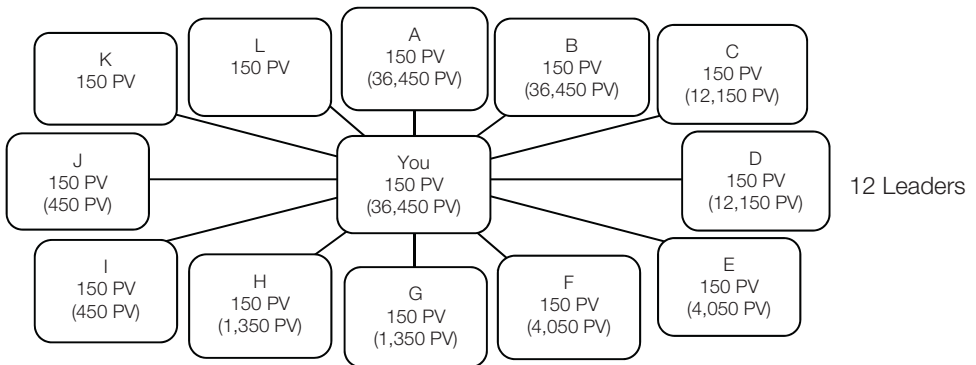 K
150 PV
L
150 PV
A
150 PV
(36,450 PV)
B
150 PV
(36,450 PV)
C
150 PV
(12,150 PV)
J
150 PV
(450 PV)
You
150 PV
(36,450 PV)
D
150 PV
(12,150 PV)
12 Leaders
I
150 PV
(450 PV)
H
150 PV
(1,350 PV)
G
150 PV
(1,350 PV)
F
150 PV
(4,050 PV)
E
150 PV
(4,050 PV)